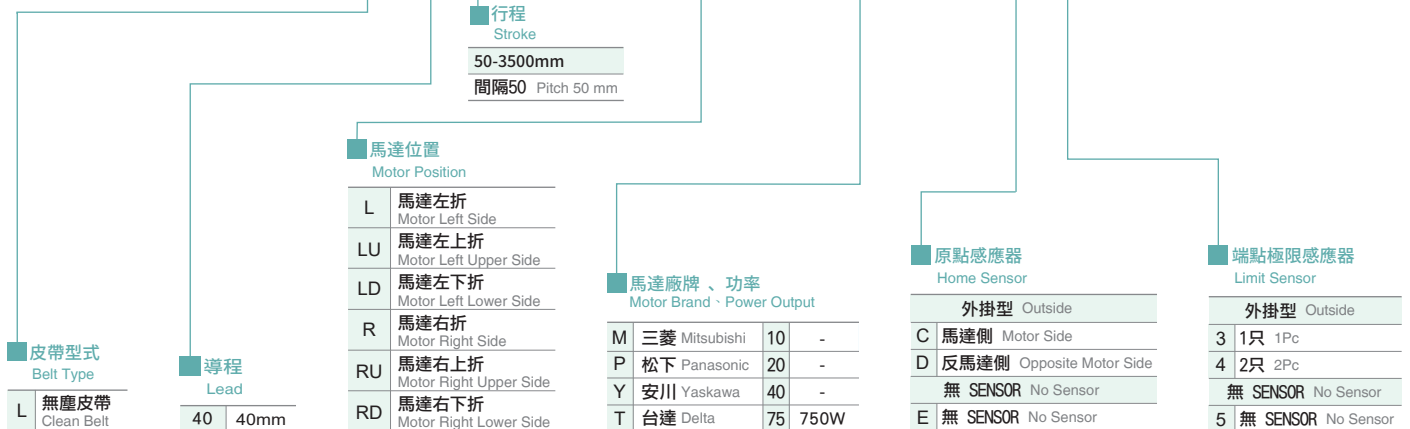 行程
Stroke
50-3500mm
間隔50 Pitch 50 mm
馬達位置
Motor Position
L 馬達左折
Motor Left Side
LU 馬達左上折
Motor Left Upper Side
LD 馬達左下折
Motor Left Lower Side
R 馬達右折
Motor Right Side
RU 馬達右上折
Motor Right Upper Side
RD 馬達右下折
Motor Right Lower Side
皮帶型式
Belt Type
L 無塵皮帶
Clean Belt
導程
Lead
40 40mm
馬達廠牌、功率
Motor Brand、Power Output
M 三菱 Mitsubishi 10 -
P 松下 Panasonic 20 -
Y 安川 Yaskawa 40 -
T 台達 Delta 75 750W
原點感應器
Home Sensor
外掛型 Outside
C 馬達側 Motor Side
D 反馬達側 Opposite Motor Side
無 SENSOR No Sensor
E 無 SENSOR No Sensor
端點極限感應器
Limit Sensor
外掛型 Outside
3 1只 1Pc
4 2只 2Pc
無 SENSOR No Sensor
5 無 SENSOR No Sensor